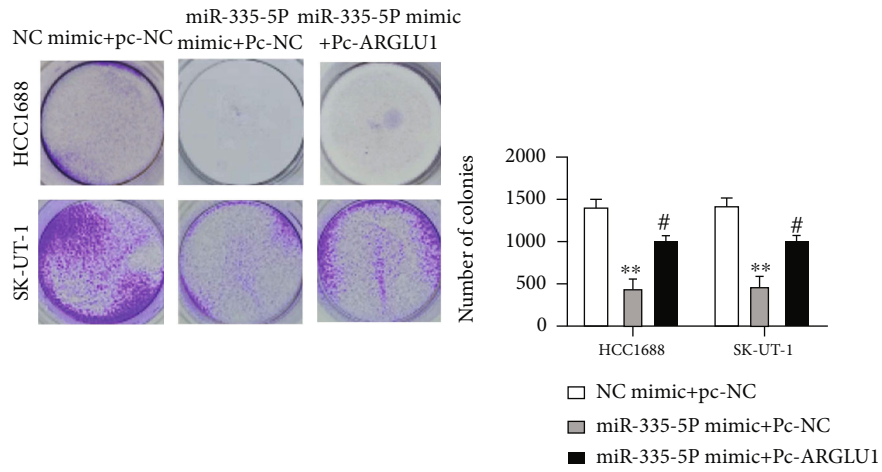 NC mimic+pc-NC
miR-335-5P
mimic+Pc-NC
miR-335-5P mimic
+Pc-ARGLU1
HCC1688
SK-UT-1
Number of colonies
2000
1500
1000
500
0
**
#
**
#
HCC1688
SK-UT-1
NC mimic+pc-NC
miR-335-5P mimic+Pc-NC
miR-335-5P mimic+Pc-ARGLU1